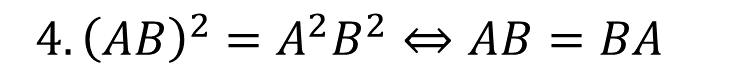 4. (AB)² = A²B² ⇔ AB = BA